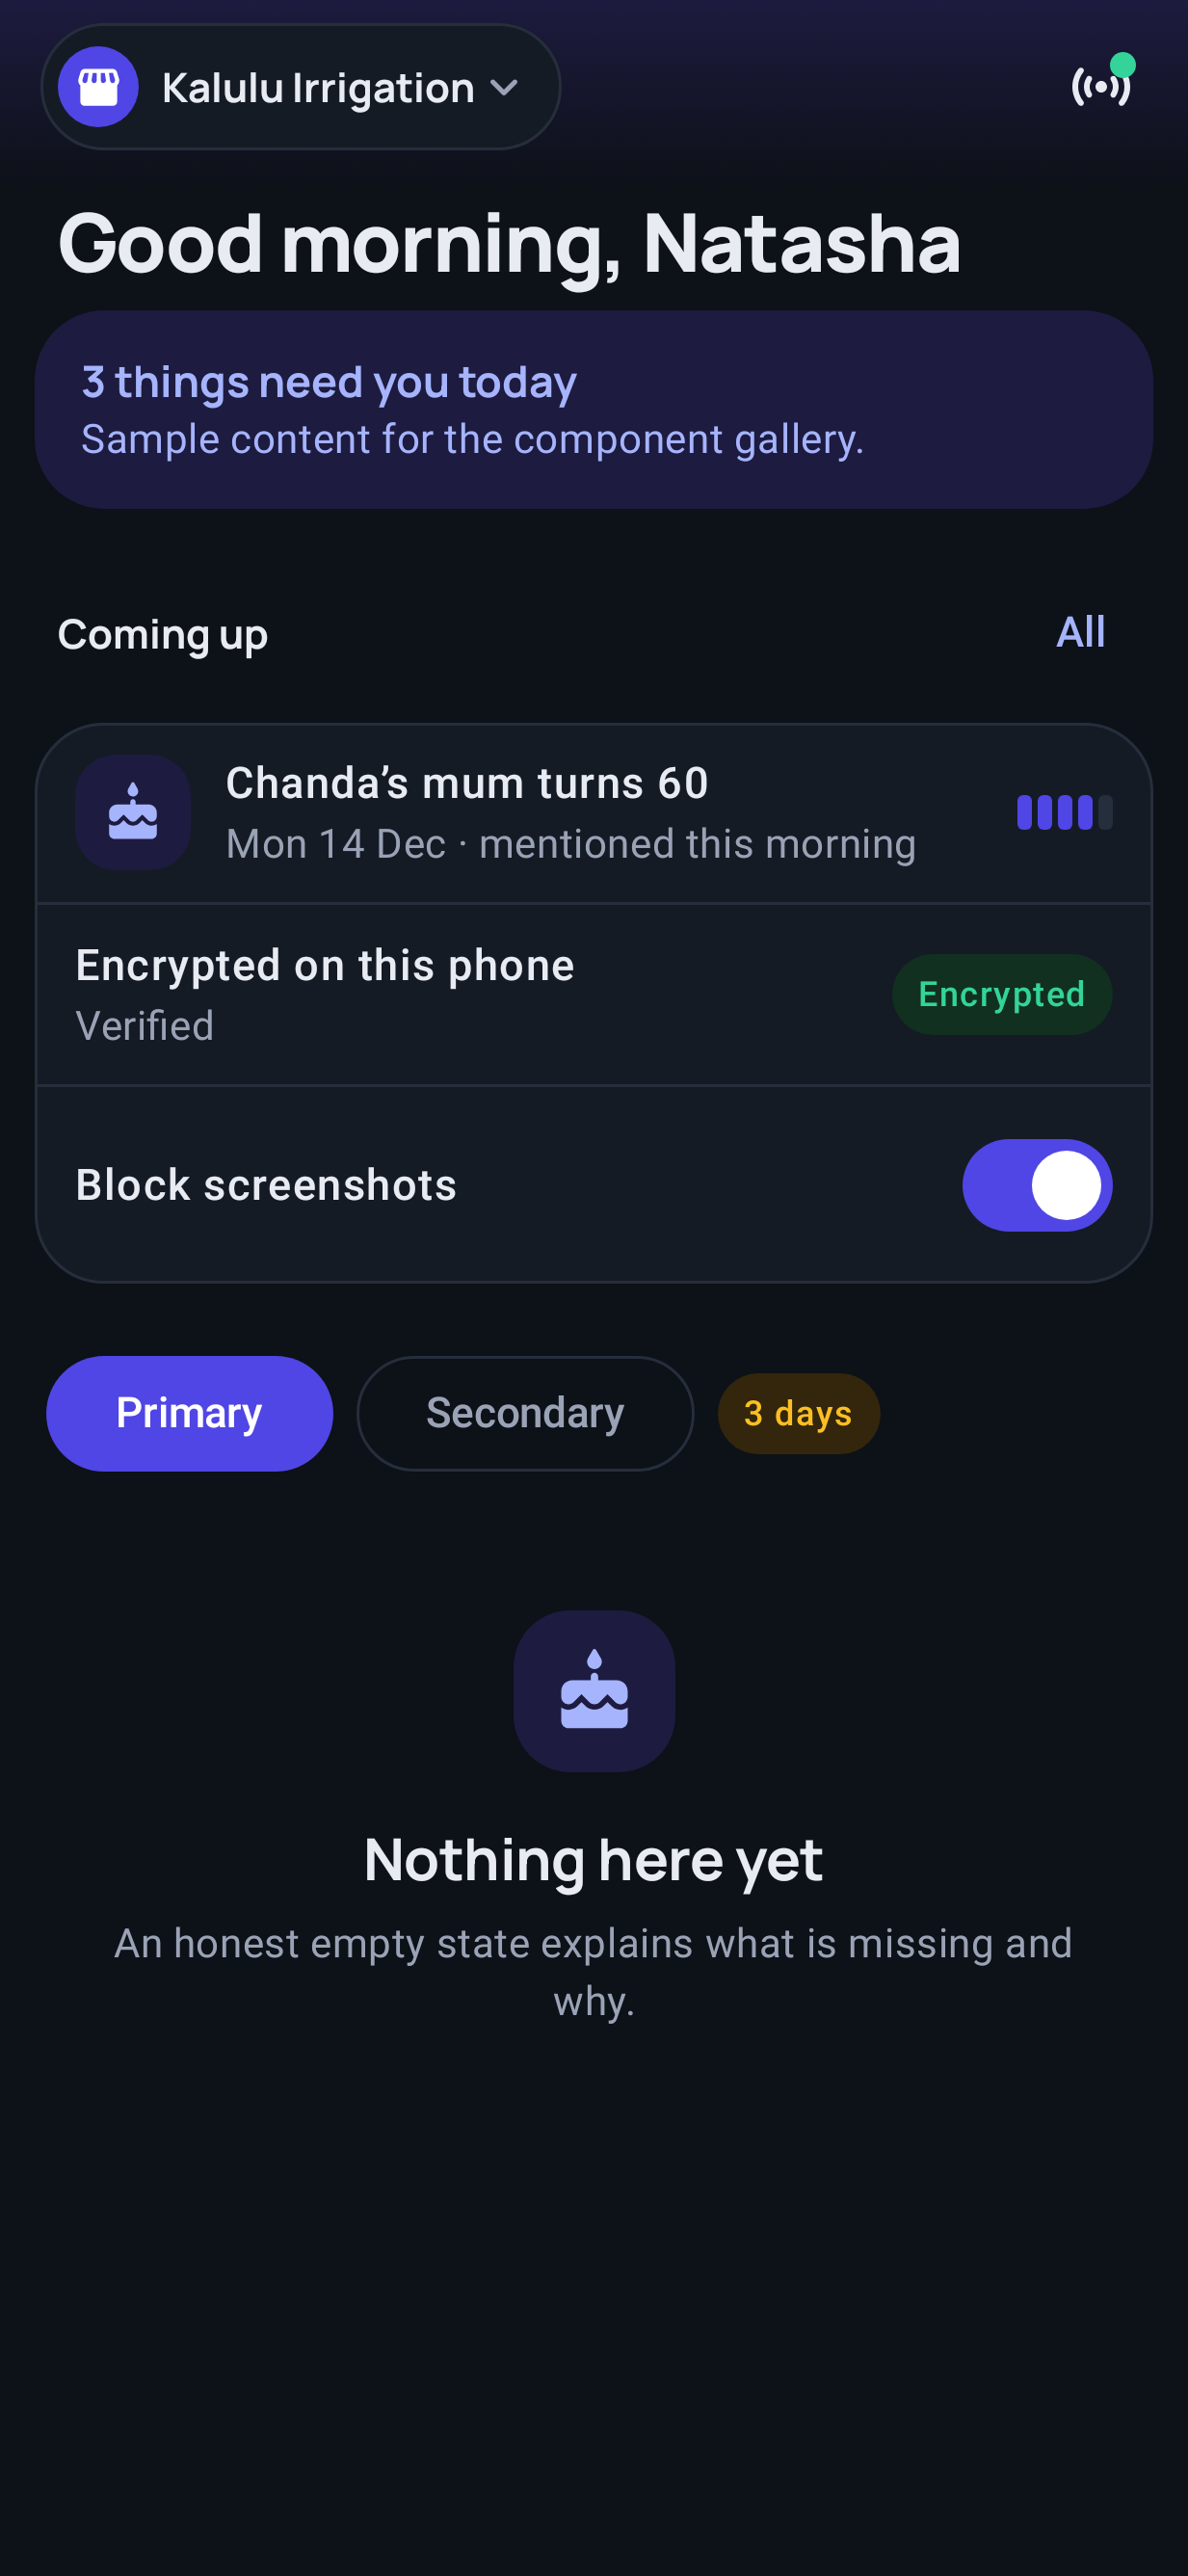 Kalulu Irrigation
Good morning, Natasha
3 things need you today
Sample content for the component gallery.
Coming up
All
Chanda’s mum turns 60
Mon 14 Dec · mentioned this morning
Encrypted on this phone
Verified
Encrypted
Block screenshots
Primary
Secondary
3 days
Nothing here yet
An honest empty state explains what is missing and
why.